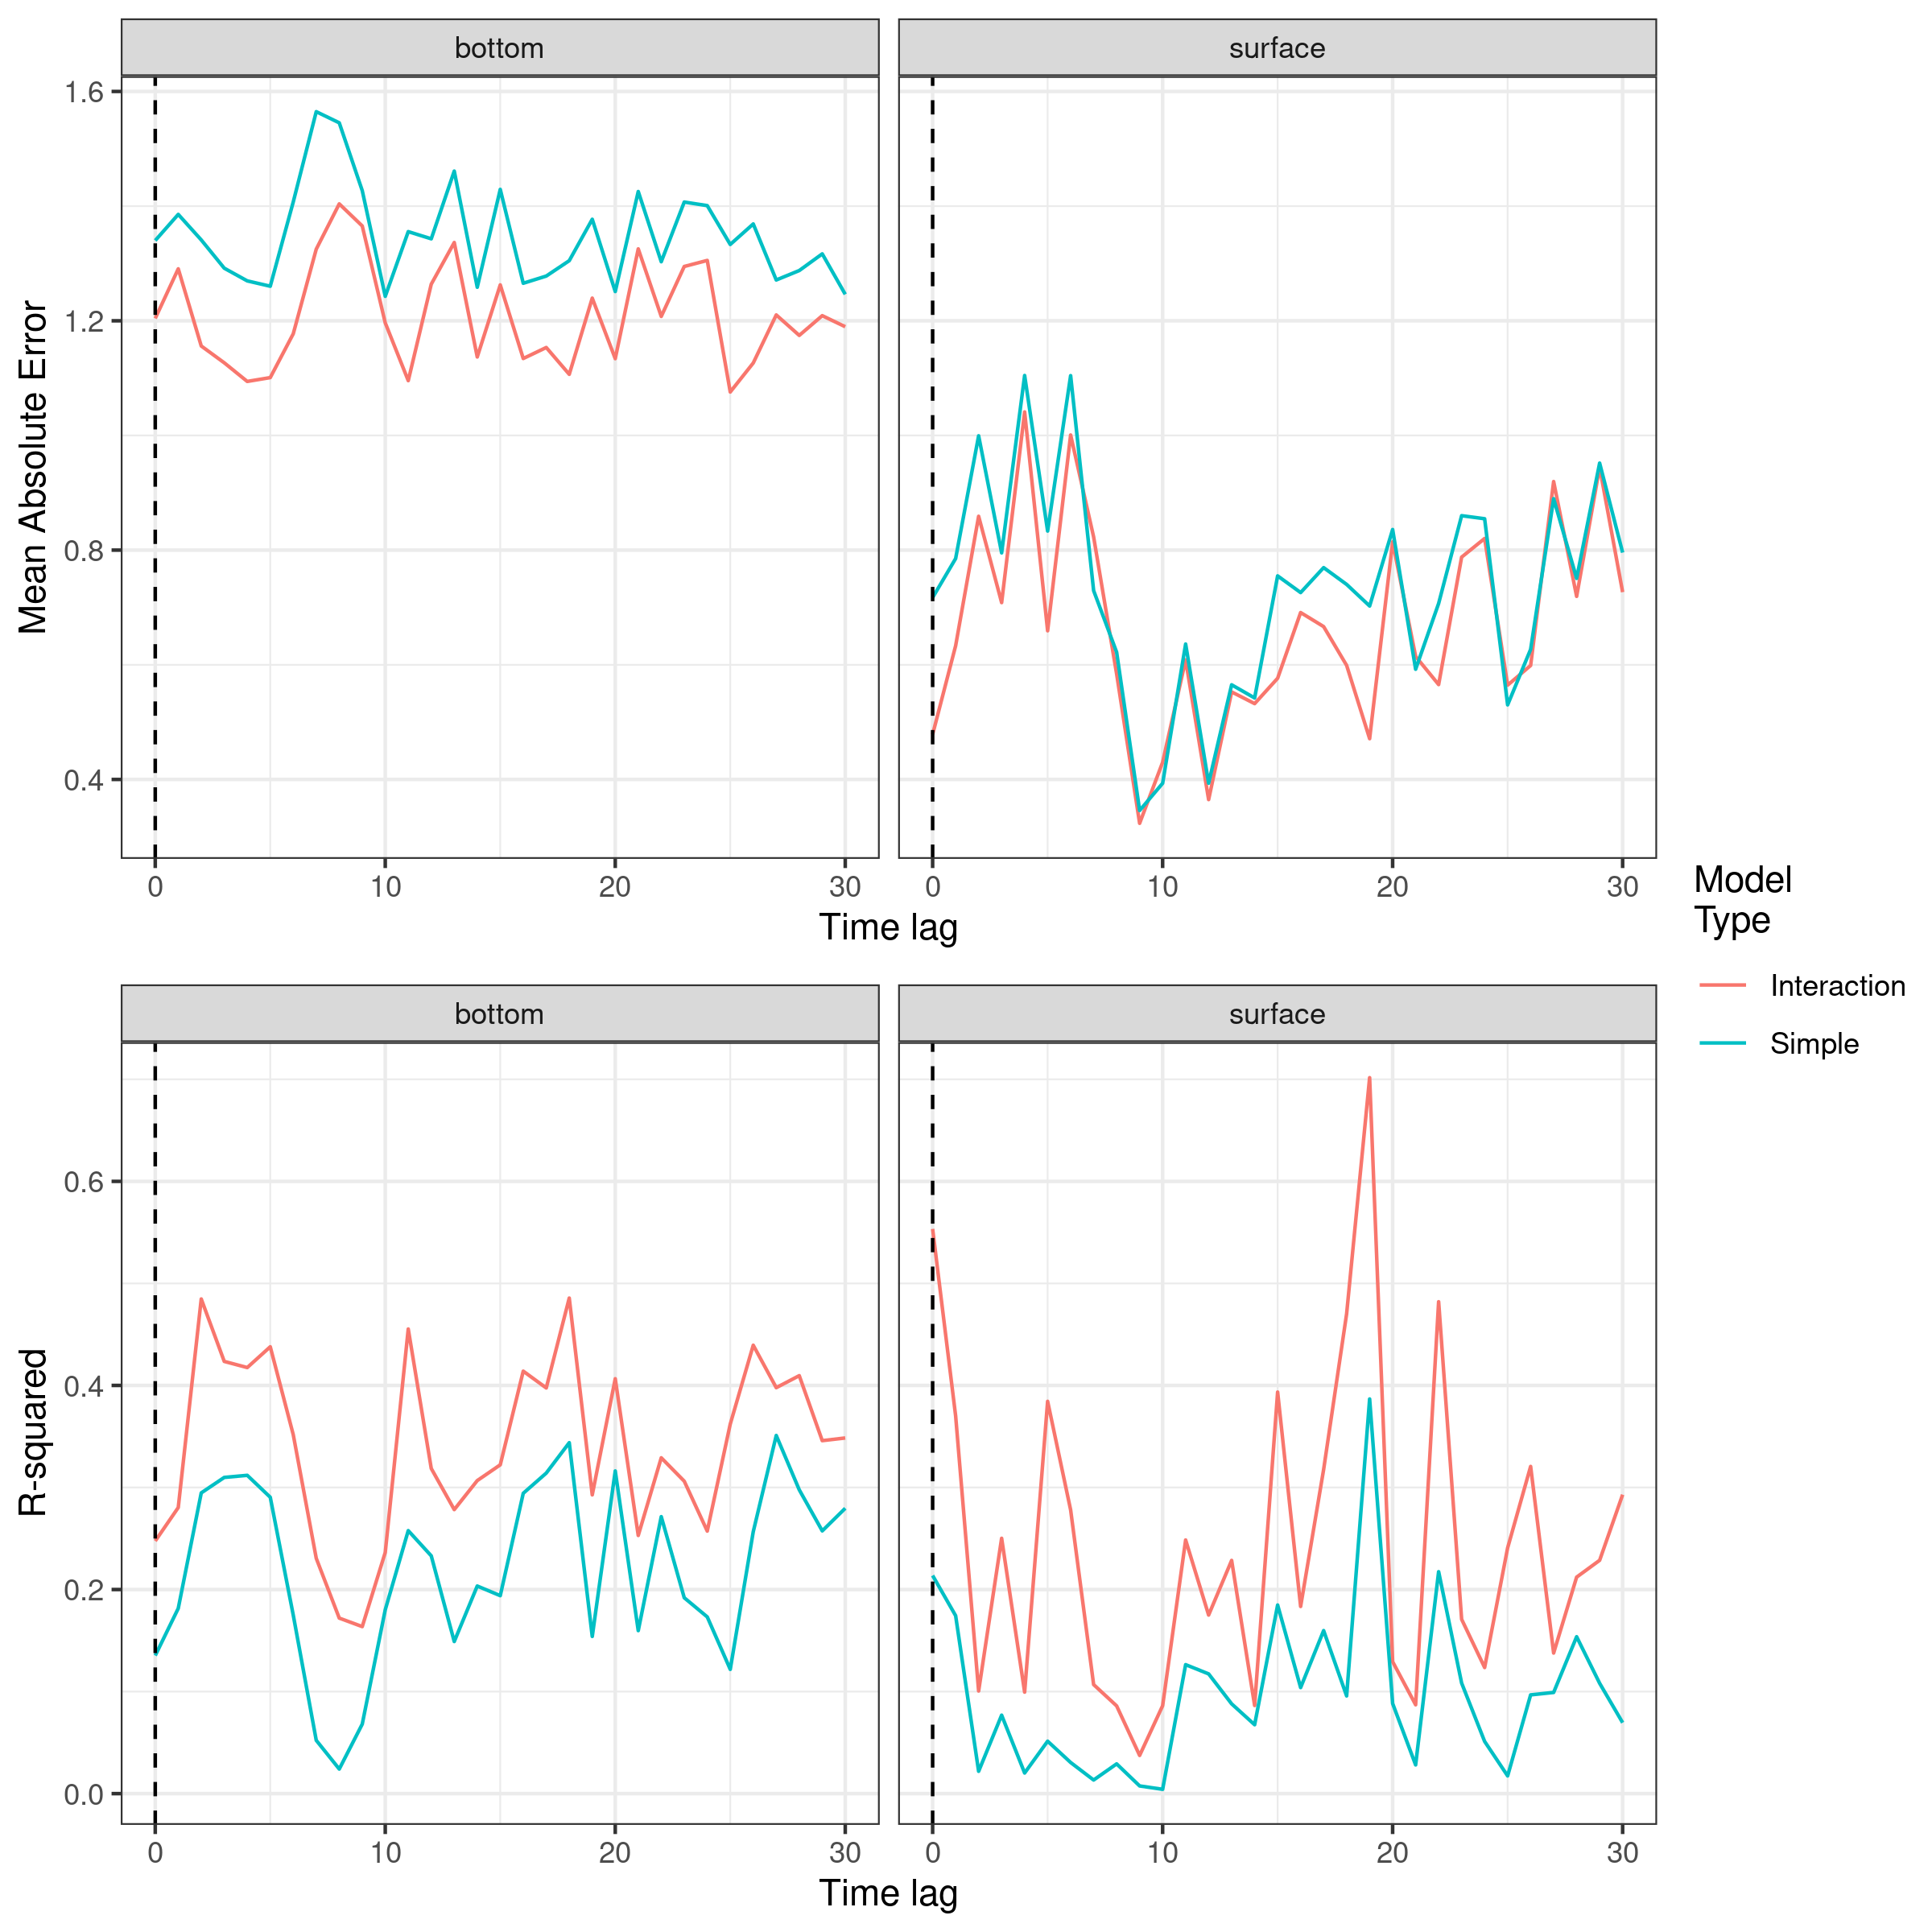 bottom
surface
Mean Absolute Error
1.6
1.2
0.8
0.4
0 10 20 30
0 10 20 30
Time lag
Model
Type
Interaction
Simple
bottom
surface
R-squared
0.6
0.4
0.2
0.0
0 10 20 30
0 10 20 30
Time lag